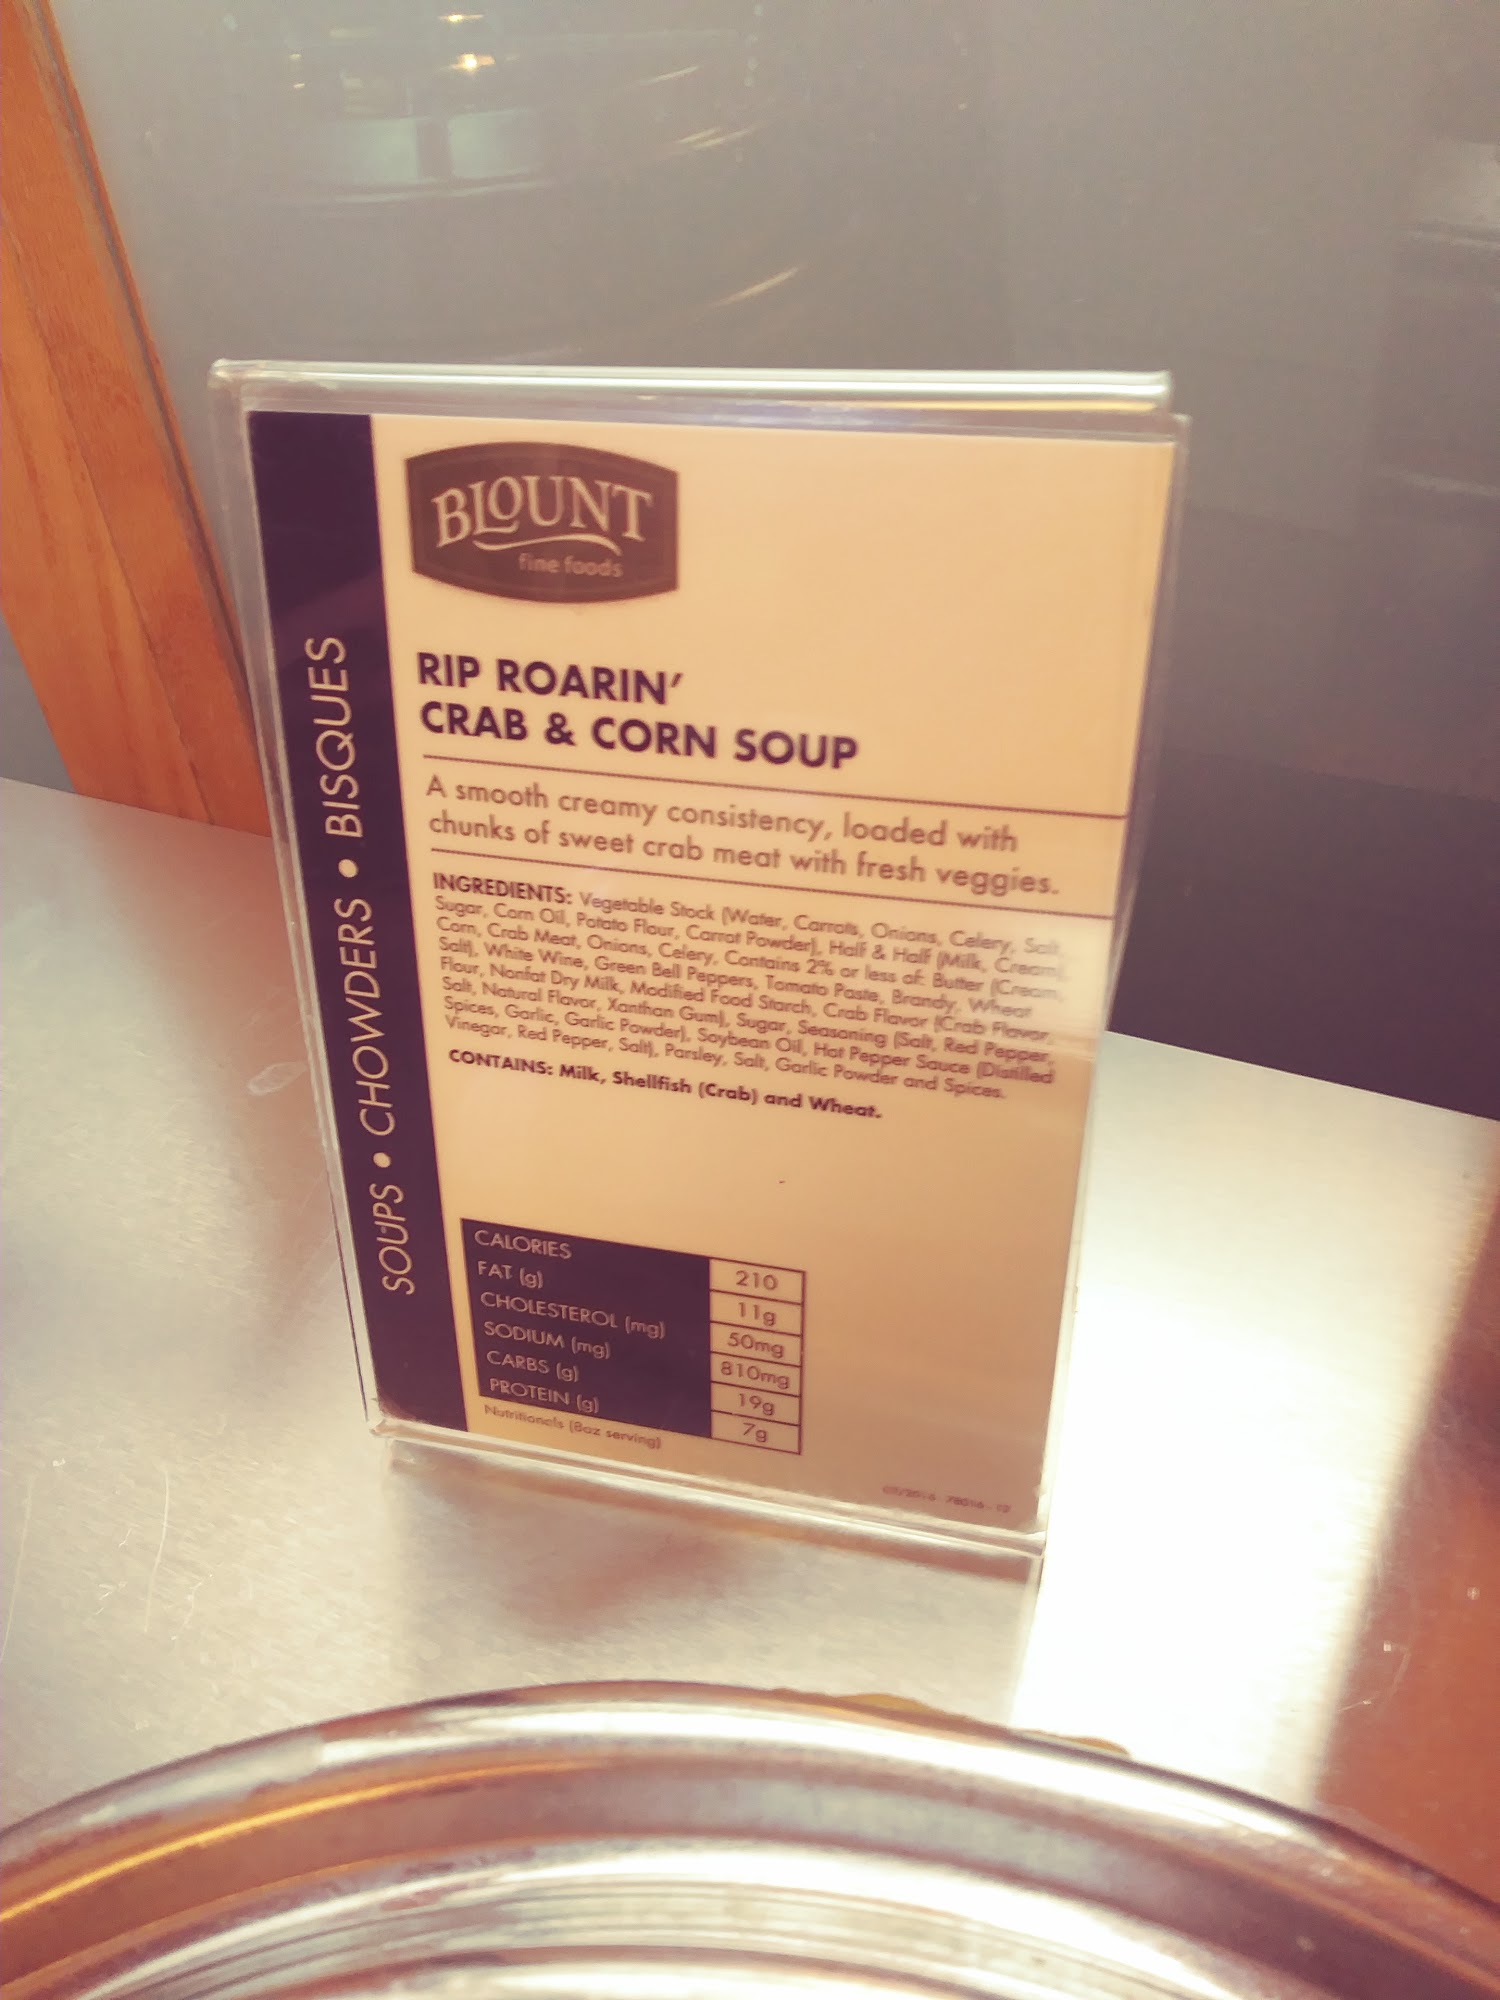 BLOUNT
fine foods
SOUPS • CHOWDERS • BISQUES
RIP ROARIN'
CRAB & CORN SOUP
A smooth creamy consistency, loaded with
chunks of sweet crab meat with fresh veggies.
INGREDIENTS: Vegetable Stock (Water, Carrots, Onions, Celery, Salt,
Sugar, Corn Oil, Potato Flour, Carrot Powder), Half & Half (Milk, Cream),
Corn, Crab Meat, Onions, Celery, Contains 2% or less of: Butter (Cream,
Salt), White Wine, Green Bell Peppers, Tomato Paste, Brandy, Wheat
Flour, Nonfat Dry Milk, Modified Food Starch, Crab Flavor (Crab Flavor,
Salt, Natural Flavor, Xanthan Gum), Sugar, Seasoning (Salt, Red Pepper,
Spices, Garlic, Garlic Powder), Soybean Oil, Hot Pepper Sauce (Distilled
Vinegar, Red Pepper, Salt), Parsley, Salt, Garlic Powder and Spices.
CONTAINS: Milk, Shellfish (Crab) and Wheat.
CALORIES 210
FAT (g) 11g
CHOLESTEROL (mg) 50mg
SODIUM (mg) 810mg
CARBS (g) 19g
PROTEIN (g) 7g
Nutritionals (8oz serving)